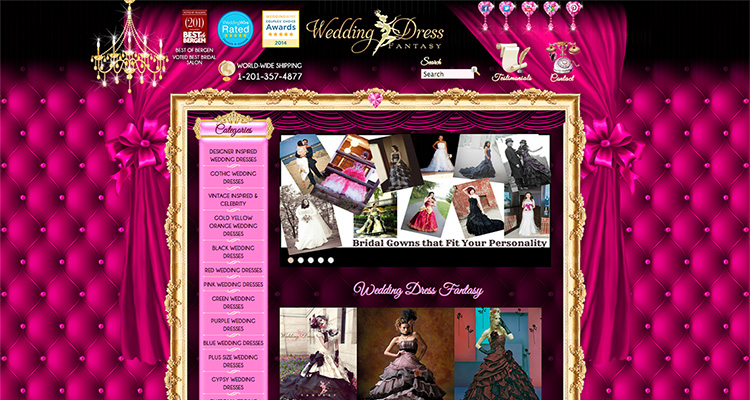 (201)
BEST OF
BERGEN
BEST OF BERGEN
VOTED BEST BRIDAL
SALON
WeddingWire
Rated
WEDDINGWIRE
COUPLES' CHOICE
Awards
2014
Wedding Dress
FANTASY
WORLD-WIDE SHIPPING
1-201-357-4877
Search
Search
Testimonials
Contact
Categories
DESIGNER INSPIRED
WEDDING DRESSES
GOTHIC WEDDING
DRESSES
VINTAGE INSPIRED &
CELEBRITY
GOLD YELLOW
ORANGE WEDDING
DRESSES
BLACK WEDDING
DRESSES
RED WEDDING DRESSES
PINK WEDDING DRESSES
GREEN WEDDING
DRESSES
PURPLE WEDDING
DRESSES
BLUE WEDDING DRESSES
PLUS SIZE WEDDING
DRESSES
GYPSY WEDDING
DRESSES
Bridal Gowns that Fit Your Personality
Wedding Dress Fantasy